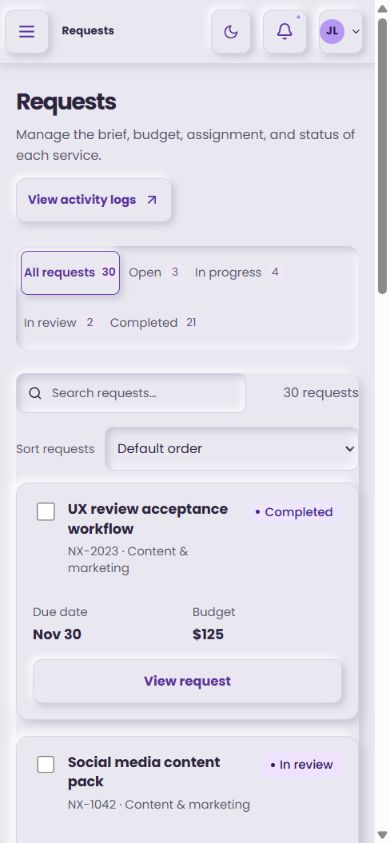 Requests
JL
Requests
Manage the brief, budget, assignment, and status of
each service.
View activity logs
All requests 30 Open 3 In progress 4
In review 2 Completed 21
Search requests... 30 requests
Sort requests Default order
UX review acceptance
workflow
• Completed
NX-2023 · Content &
marketing
Due date Budget
Nov 30 $125
View request
Social media content
pack
• In review
NX-1042 · Content & marketing